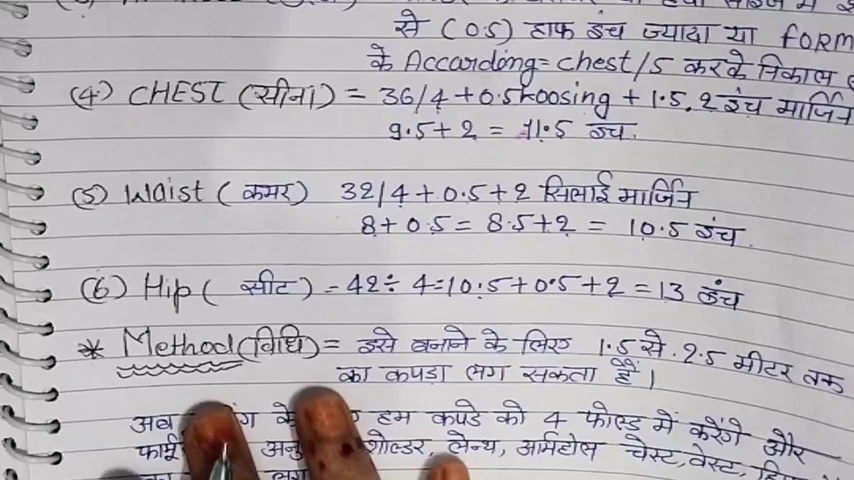 से (0.5) हाफ इंच ज्यादा या FORM
के According = chest/5 करके निकाल
(4) CHEST (सीना) = 36/4 + 0.5 loosing + 1.5, 2 इंच मार्जिन
9.5 + 2 = 11.5 इंच.
(5) Waist ( कमर) 32/4 + 0.5 + 2 सिलाई मार्जिन
8 + 0.5 = 8.5 + 2 = 10.5 इंच.
(6) Hip ( सीट ) = 42 ÷ 4 = 10.5 + 0.5 + 2 = 13 इंच
* Method (विधि) = इसे बनाने के लिए 1.5 से 2.5 मीटर तक
का कपड़ा लग सकता है।
अब के हम कपडे को 4 फोल्ड में करेंगे और
शोल्डर, लेन्थ, आर्महोल चेस्ट, वेस्ट,